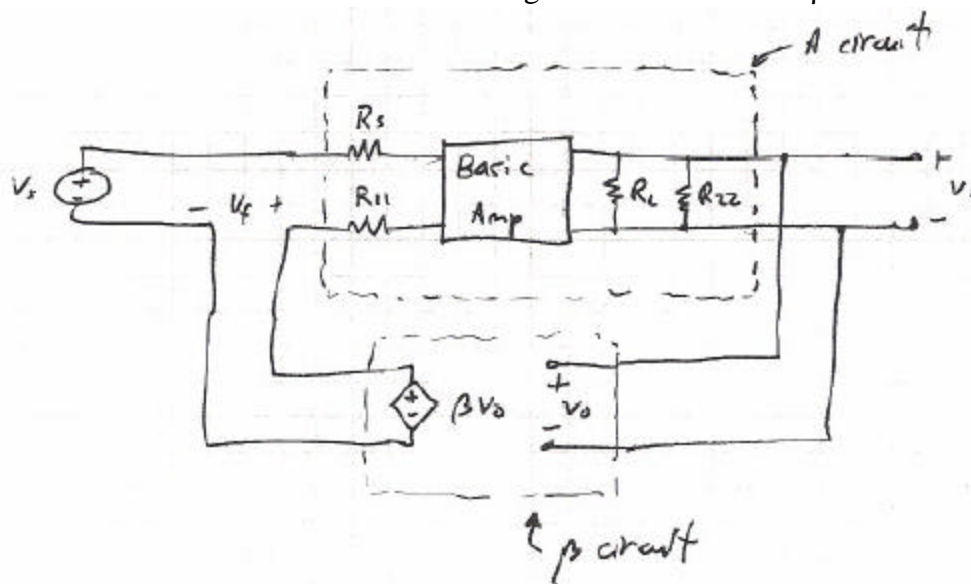 A circuit
Rs
Basic
Amp
R11
RL
R22
Vs
+
-
- Vf +
+
V
-
+
-
βVo
+
Vo
-
β circuit